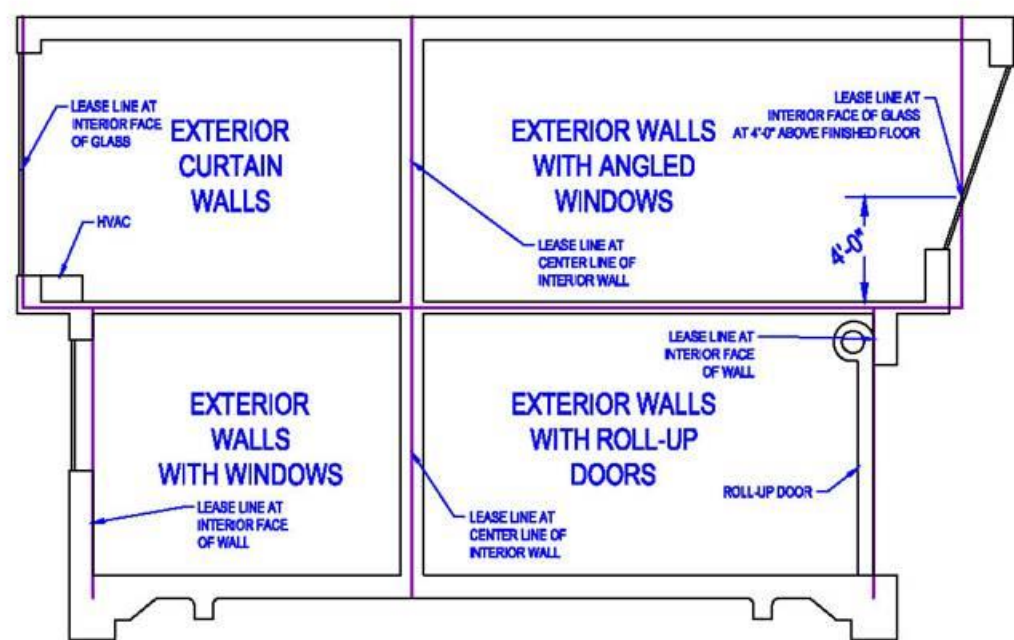 LEASE LINE AT
INTERIOR FACE
OF GLASS
EXTERIOR
CURTAIN
WALLS
HVAC
EXTERIOR WALLS
WITH ANGLED
WINDOWS
LEASE LINE AT
INTERIOR FACE OF GLASS
AT 4'-0" ABOVE FINISHED FLOOR
LEASE LINE AT
CENTER LINE OF
INTERIOR WALL
4'-0"
EXTERIOR
WALLS
WITH WINDOWS
LEASE LINE AT
INTERIOR FACE
OF WALL
EXTERIOR WALLS
WITH ROLL-UP
DOORS
LEASE LINE AT
INTERIOR FACE
OF WALL
ROLL-UP DOOR
LEASE LINE AT
CENTER LINE OF
INTERIOR WALL